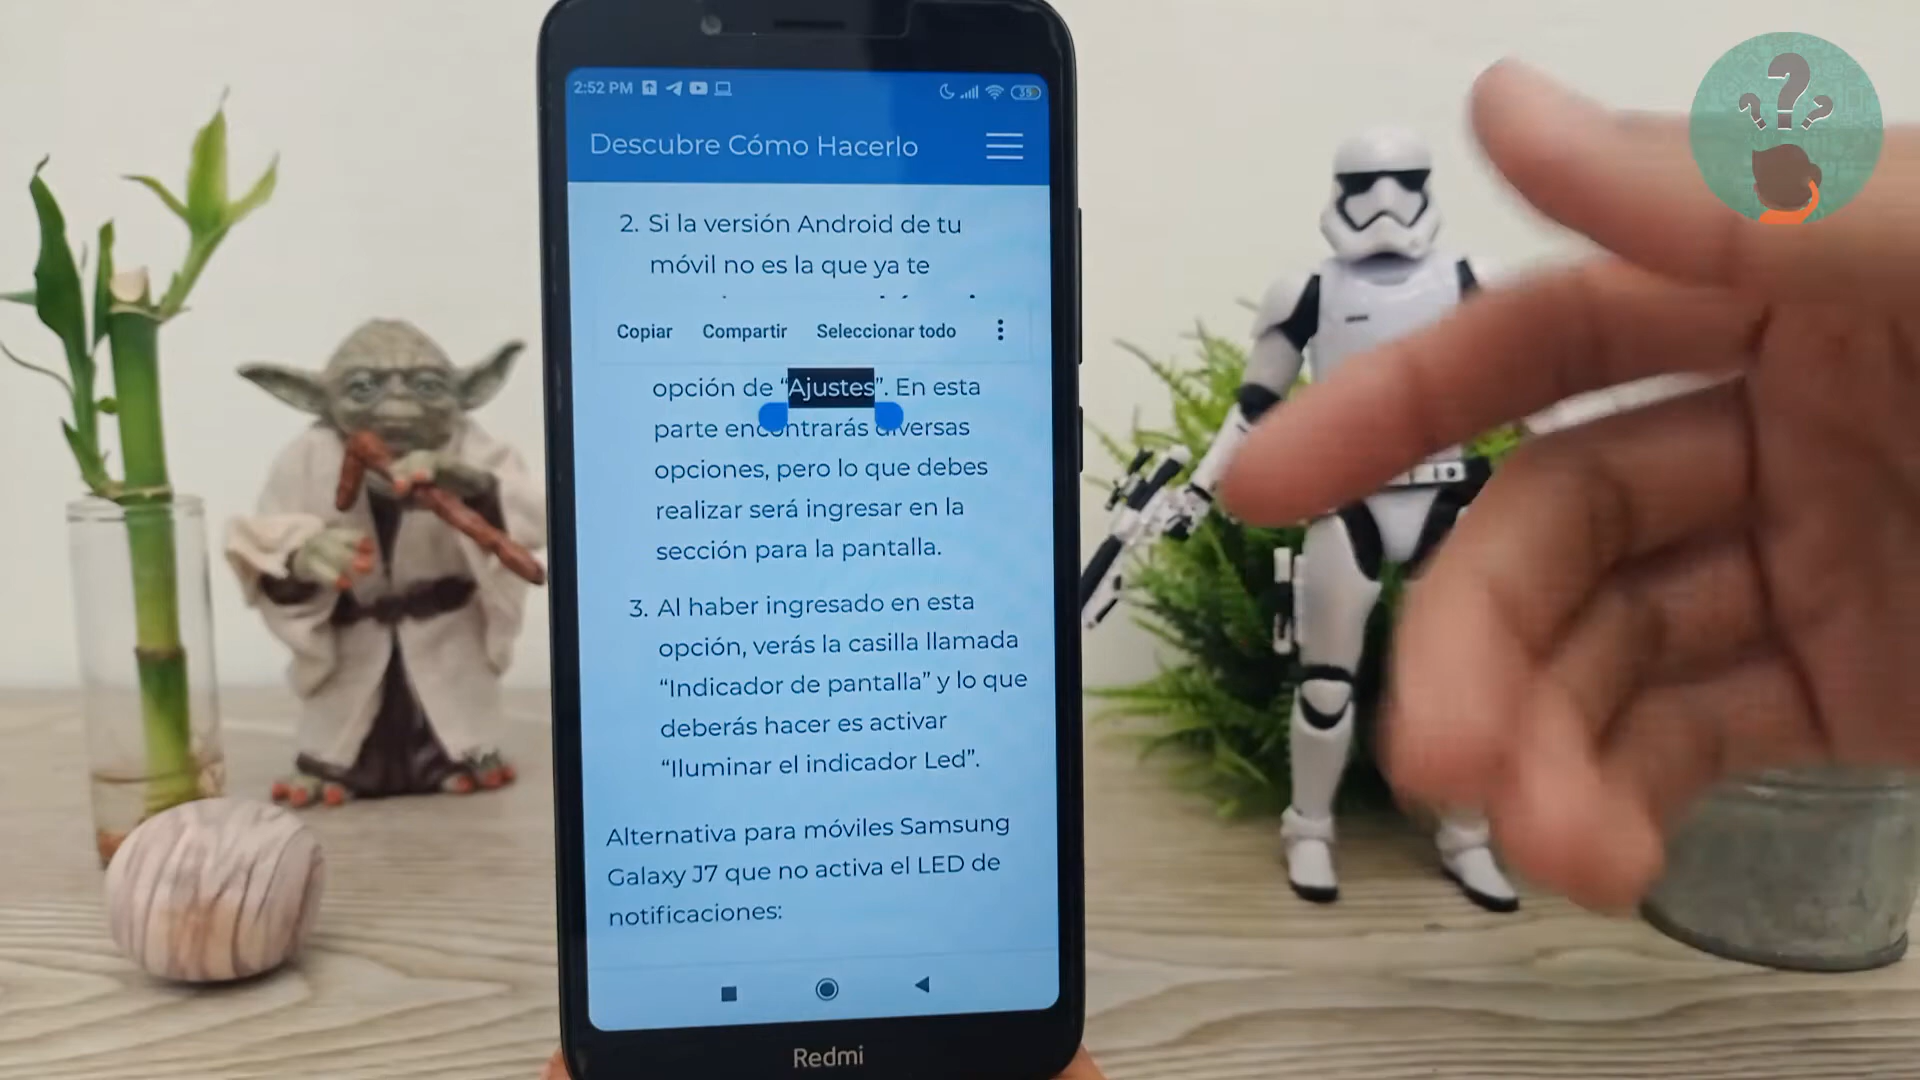 2:52 PM
35
Descubre Cómo Hacerlo
2. Si la versión Android de tu
móvil no es la que ya te
Copiar Compartir Seleccionar todo
opción de “Ajustes”. En esta
parte encontrarás diversas
opciones, pero lo que debes
realizar será ingresar en la
sección para la pantalla.
3. Al haber ingresado en esta
opción, verás la casilla llamada
“Indicador de pantalla” y lo que
deberás hacer es activar
“Iluminar el indicador Led”.
Alternativa para móviles Samsung
Galaxy J7 que no activa el LED de
notificaciones:
Redmi